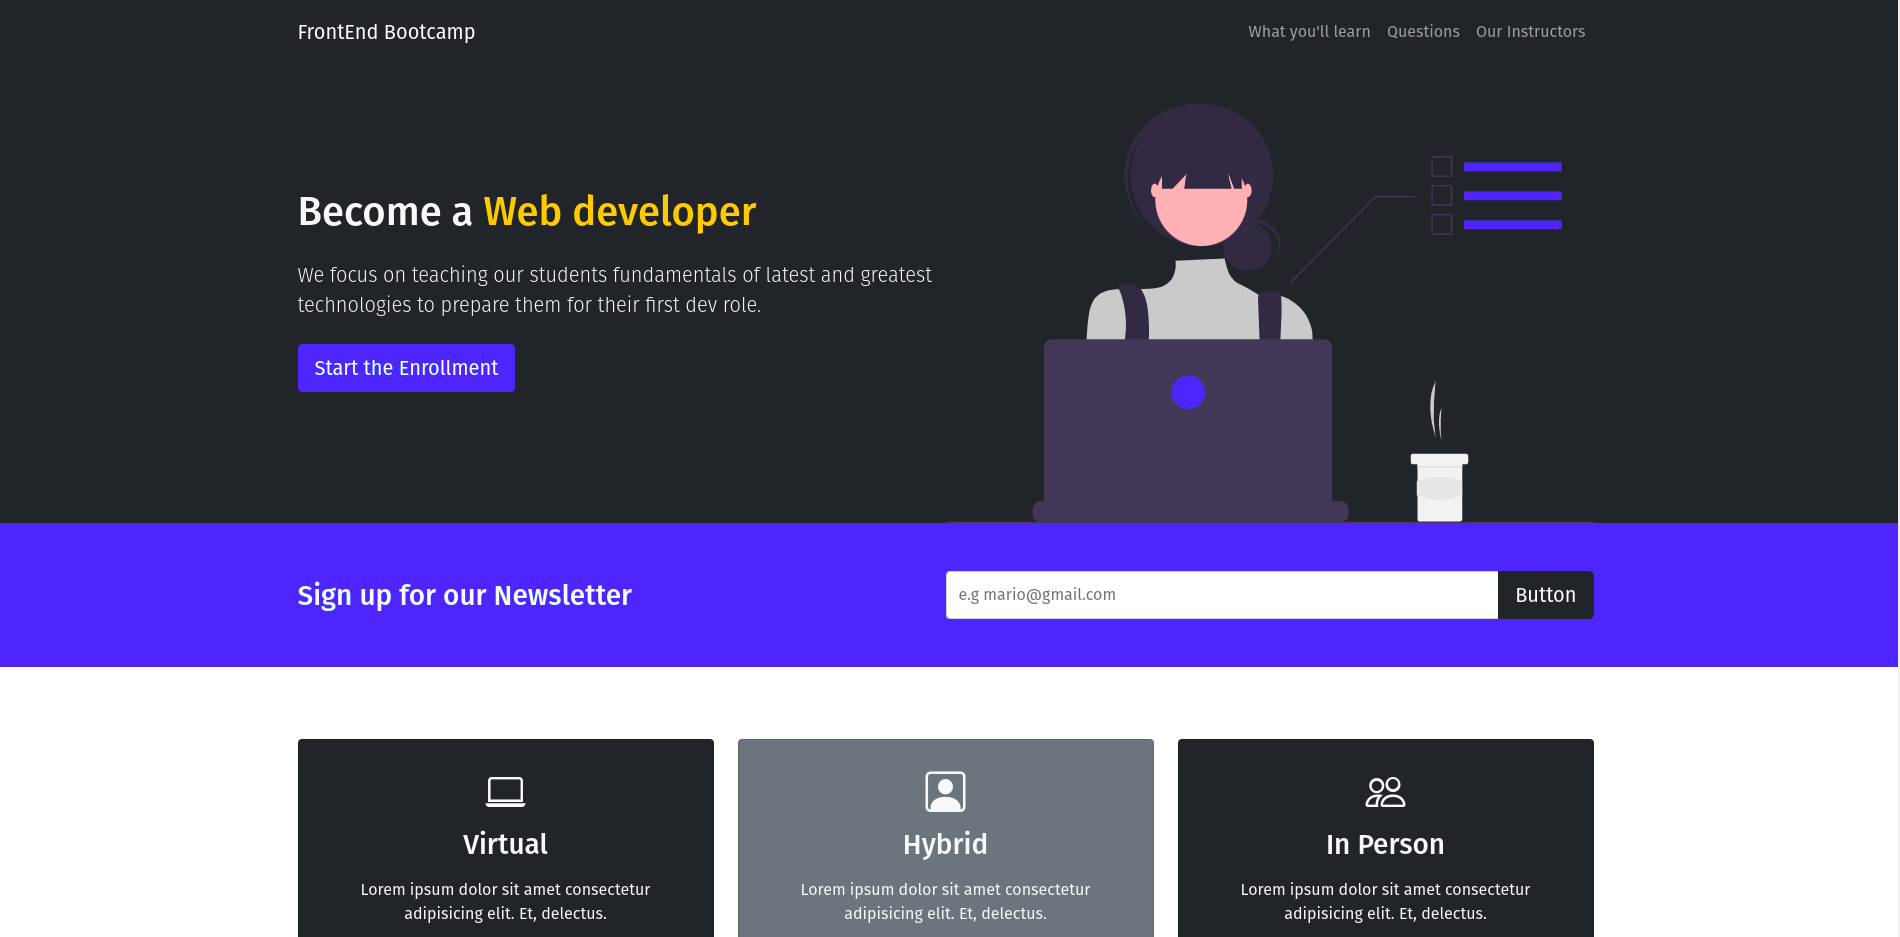 FrontEnd Bootcamp
What you'll learn
Questions
Our Instructors
Become a Web developer
We focus on teaching our students fundamentals of latest and greatest
technologies to prepare them for their first dev role.
Start the Enrollment
Sign up for our Newsletter
e.g mario@gmail.com
Button
Virtual
Lorem ipsum dolor sit amet consectetur
adipisicing elit. Et, delectus.
Hybrid
Lorem ipsum dolor sit amet consectetur
adipisicing elit. Et, delectus.
In Person
Lorem ipsum dolor sit amet consectetur
adipisicing elit. Et, delectus.